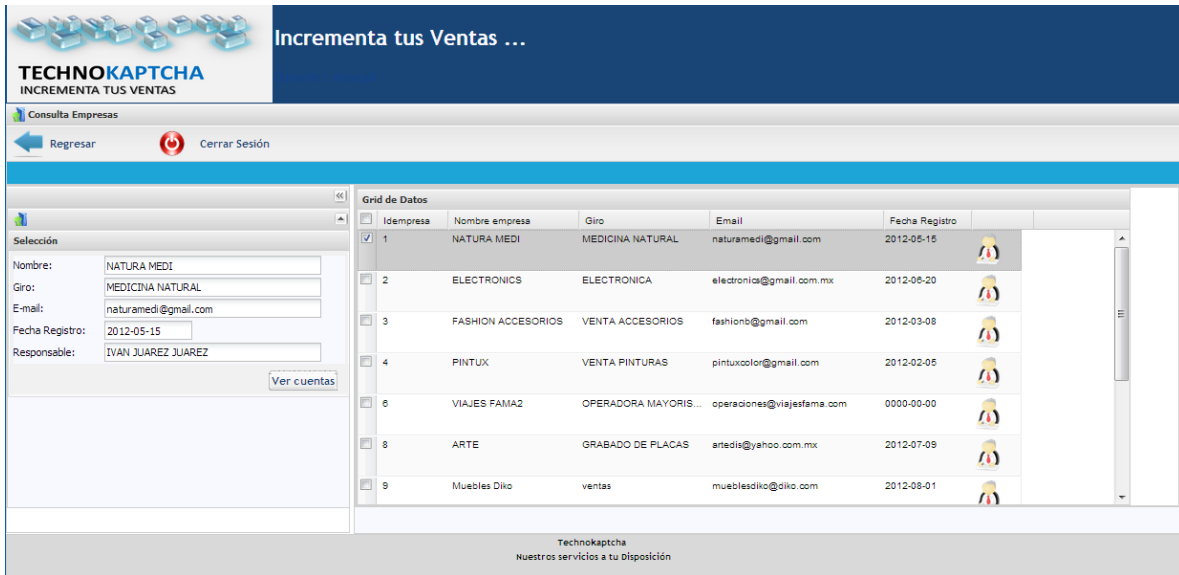 Incrementa tus Ventas ...
TECHNOKAPTCHA
INCREMENTA TUS VENTAS
Consulta Empresas
Regresar Cerrar Sesión
Selección
Nombre: NATURA MEDI
Giro: MEDICINA NATURAL
E-mail: naturamedi@gmail.com
Fecha Registro: 2012-05-15
Responsable: IVAN JUAREZ JUAREZ
Ver cuentas
Grid de Datos
Idempresa Nombre empresa Giro Email Fecha Registro
1 NATURA MEDI MEDICINA NATURAL naturamedi@gmail.com 2012-05-15
2 ELECTRONICS ELECTRONICA electronics@gmail.com.mx 2012-06-20
3 FASHION ACCESORIOS VENTA ACCESORIOS fashionb@gmail.com 2012-03-08
4 PINTUX VENTA PINTURAS pintuxcolor@gmail.com 2012-02-05
6 VIAJES FAMA2 OPERADORA MAYORIS... operaciones@viajesfama.com 0000-00-00
8 ARTE GRABADO DE PLACAS artedis@yahoo.com.mx 2012-07-09
9 Muebles Diko ventas mueblesdiko@diko.com 2012-08-01
Technokaptcha
Nuestros servicios a tu Disposición